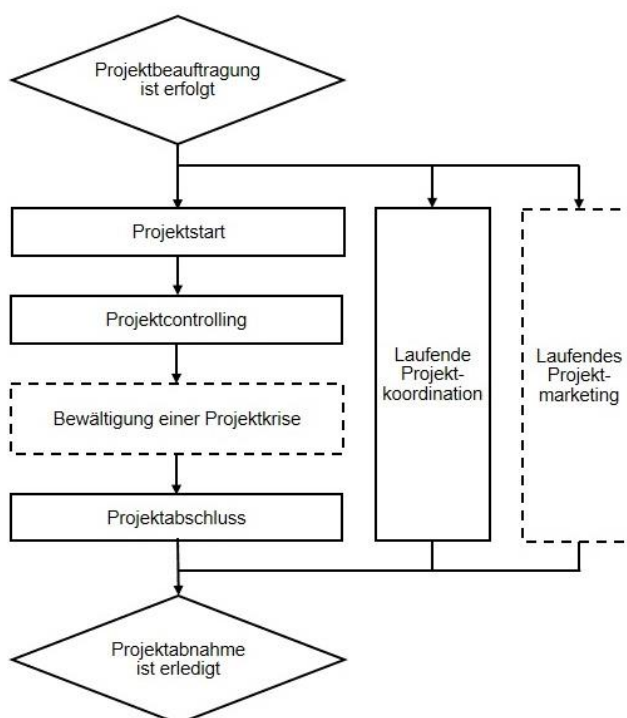 Projektbeauftragung
ist erfolgt
Projektstart
Projektcontrolling
Bewältigung einer Projektkrise
Projektabschluss
Laufende
Projekt-
koordination
Laufendes
Projekt-
marketing
Projektabnahme
ist erledigt